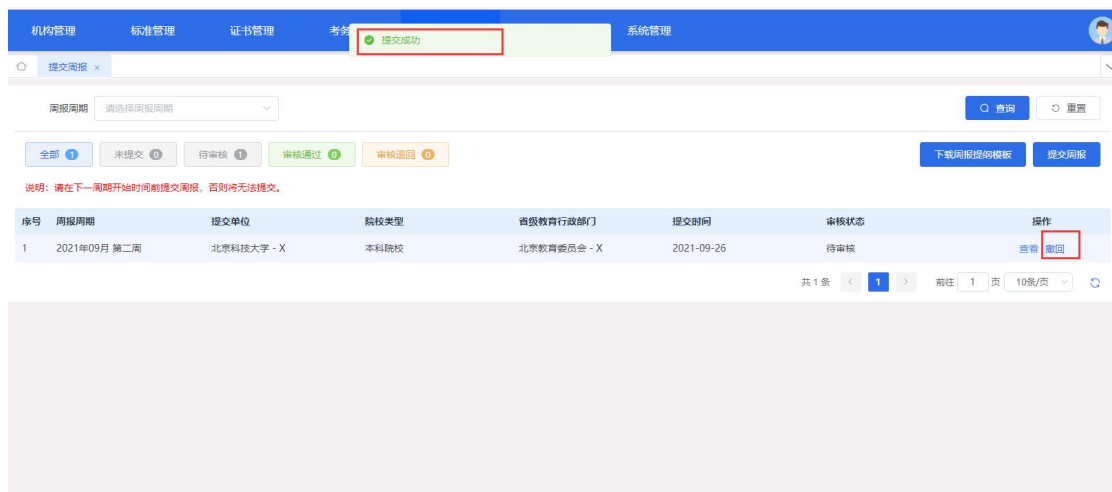 机构管理 标准管理 证书管理 考务 系统管理
提交成功
提交周报 ×
周报周期 请选择周报周期 查询 重置
全部 1 未提交 0 待审核 1 审核通过 0 审核退回 0 下载周报提纲模板 提交周报
说明：请在下一周期开始时间前提交周报，否则将无法提交。
序号 周报周期 提交单位 院校类型 省级教育行政部门 提交时间 审核状态 操作
1 2021年09月 第二周 北京科技大学 - X 本科院校 北京教育委员会 - X 2021-09-26 待审核 查看 撤回
共 1 条 < 1 > 前往 1 页 10条/页